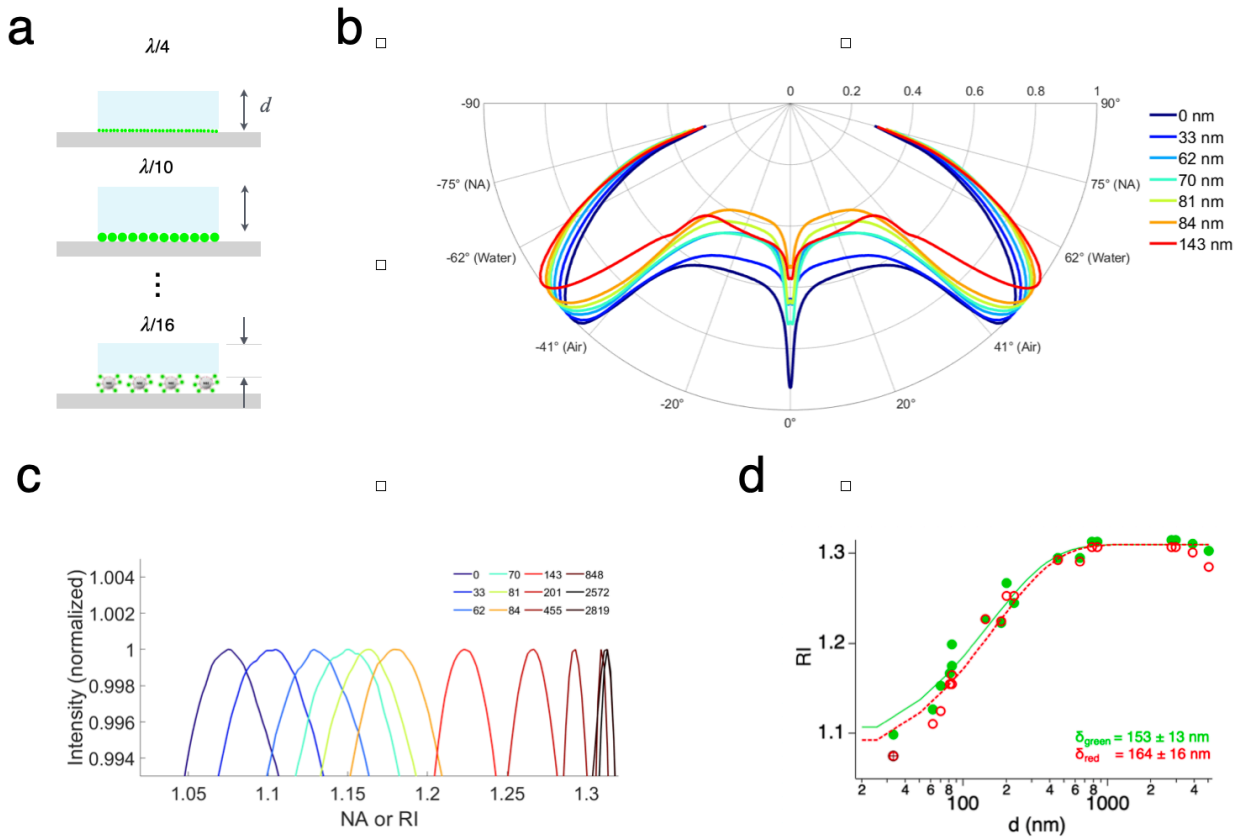 a
λ/4
d
λ/10
λ/16
b
0
0.2
0.4
0.6
0.8
1
-90
90°
-75° (NA)
75° (NA)
-62° (Water)
62° (Water)
-41° (Air)
41° (Air)
-20°
20°
0°
0 nm
33 nm
62 nm
70 nm
81 nm
84 nm
143 nm
c
Intensity (normalized)
1.004
1.002
1
0.998
0.996
0.994
1.05
1.1
1.15
1.2
1.25
1.3
NA or RI
0 70 143 848
33 81 201 2572
62 84 455 2819
d
RI
1.3
1.2
1.1
δgreen = 153 ± 13 nm
δred = 164 ± 16 nm
2 4 6 8 100 2 4 6 8 1000 2 4
d (nm)